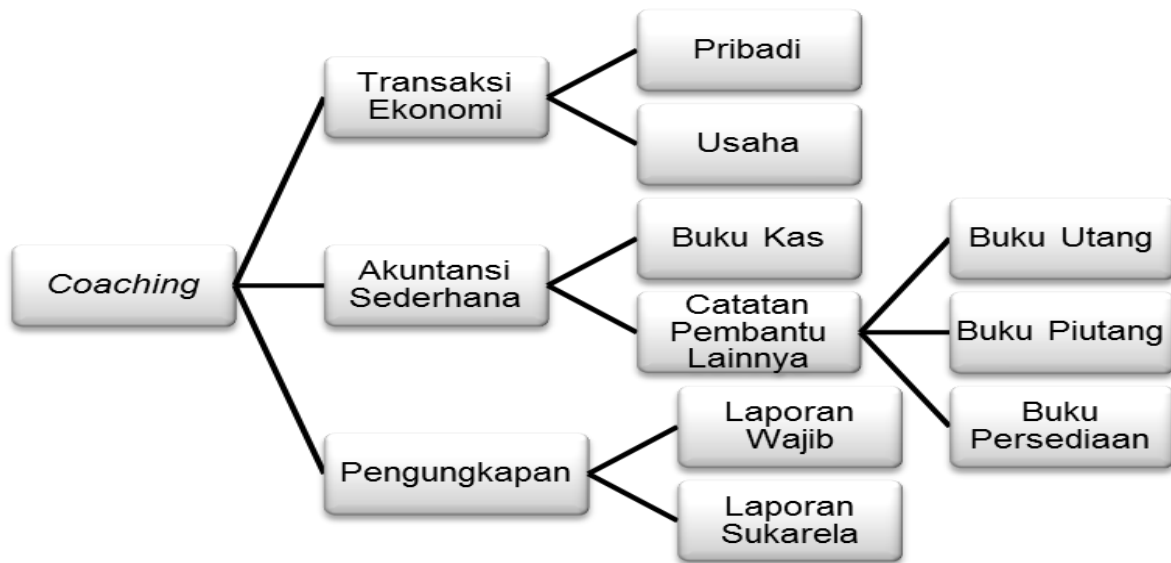 Coaching
Transaksi
Ekonomi
Pribadi
Usaha
Akuntansi
Sederhana
Buku Kas
Catatan
Pembantu
Lainnya
Buku Utang
Buku Piutang
Buku
Persediaan
Pengungkapan
Laporan
Wajib
Laporan
Sukarela